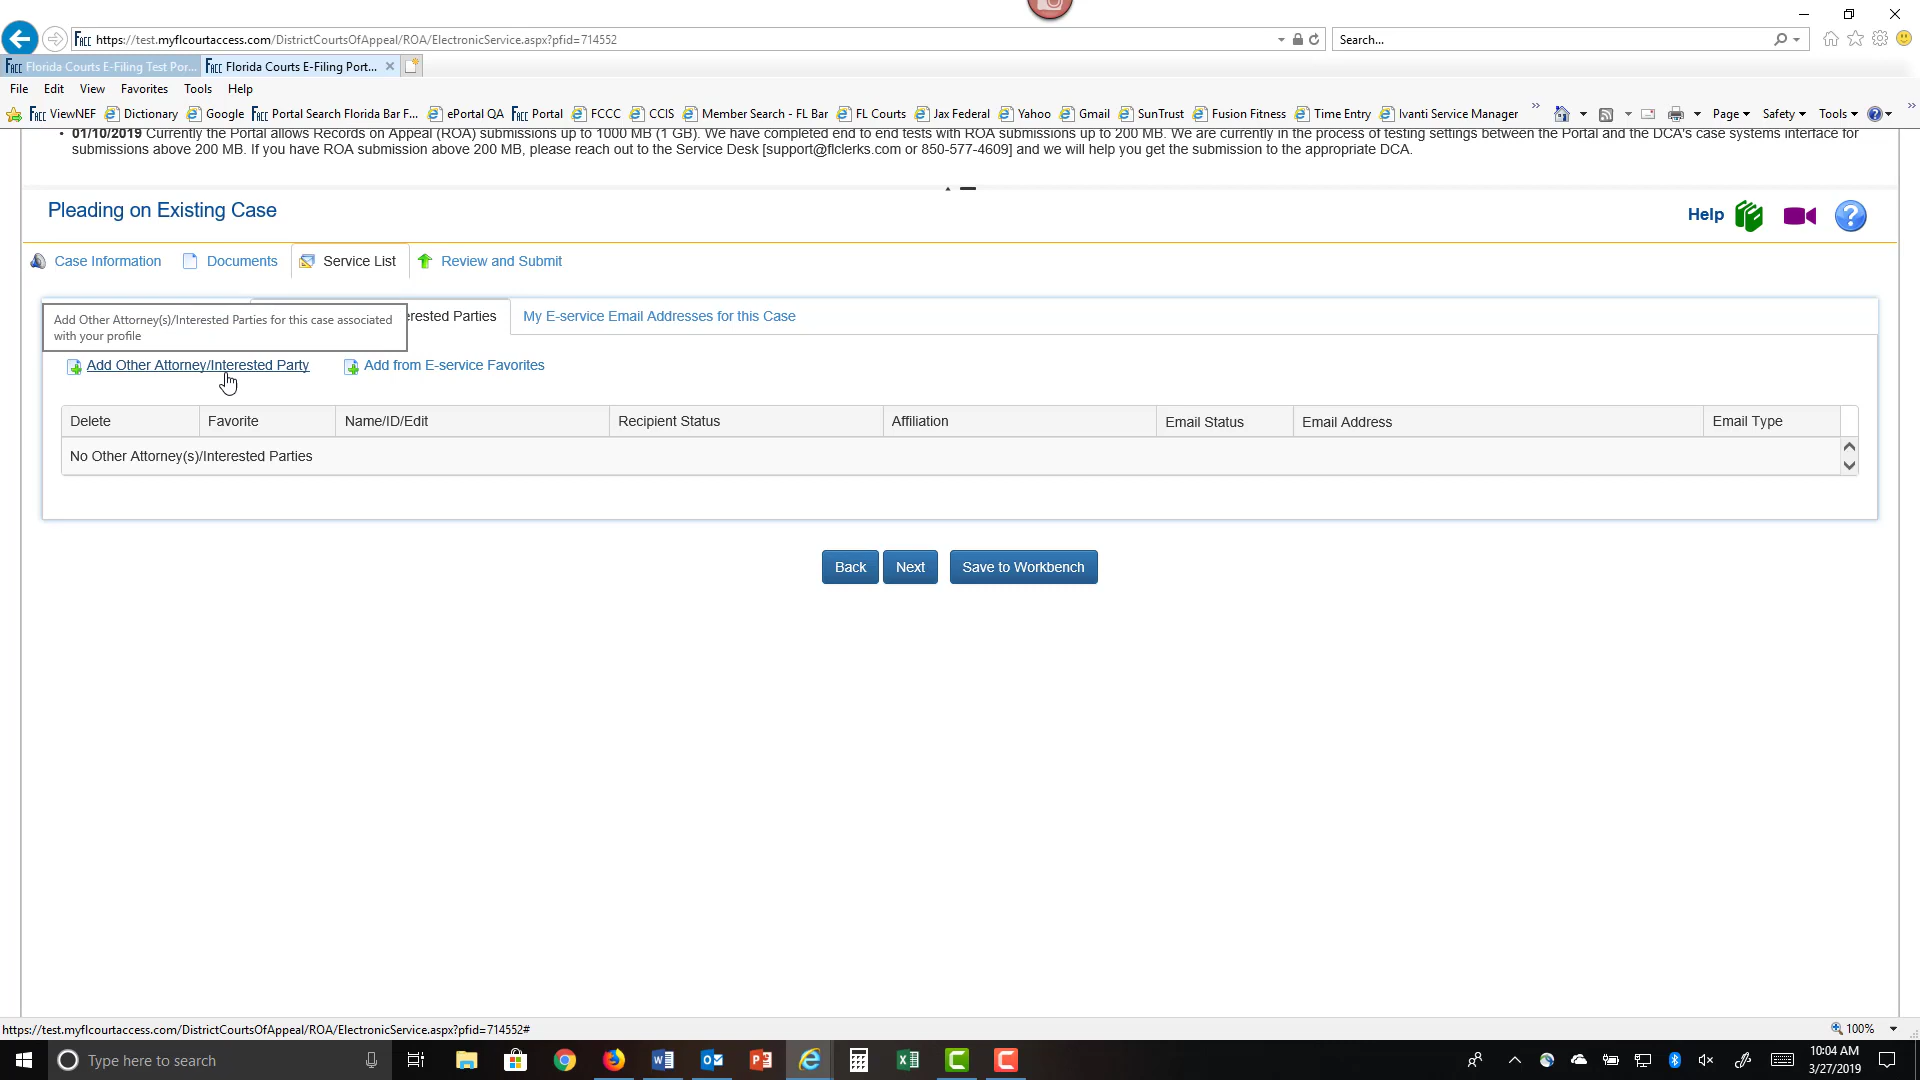 https://test.myflcourtaccess.com/DistrictCourtsOfAppeal/ROA/ElectronicService.aspx?pfid=714552
Search...
Florida Courts E-Filing Test Por...
Florida Courts E-Filing Port...
File Edit View Favorites Tools Help
ViewNEF Dictionary Google Portal Search Florida Bar F... ePortal QA Portal FCCC CCIS Member Search - FL Bar FL Courts Jax Federal Yahoo Gmail SunTrust Fusion Fitness Time Entry Ivanti Service Manager Page Safety Tools
• 01/10/2019 Currently the Portal allows Records on Appeal (ROA) submissions up to 1000 MB (1 GB). We have completed end to end tests with ROA submissions up to 200 MB. We are currently in the process of testing settings between the Portal and the DCA's case systems interface for
submissions above 200 MB. If you have ROA submission above 200 MB, please reach out to the Service Desk [support@flclerks.com or 850-577-4609] and we will help you get the submission to the appropriate DCA.
Pleading on Existing Case
Help
Case Information Documents Service List Review and Submit
Add Other Attorney(s)/Interested Parties for this case associated
with your profile
erested Parties My E-service Email Addresses for this Case
Add Other Attorney/Interested Party Add from E-service Favorites
Delete Favorite Name/ID/Edit Recipient Status Affiliation Email Status Email Address Email Type
No Other Attorney(s)/Interested Parties
Back Next Save to Workbench
https://test.myflcourtaccess.com/DistrictCourtsOfAppeal/ROA/ElectronicService.aspx?pfid=714552#
100%
Type here to search
10:04 AM
3/27/2019